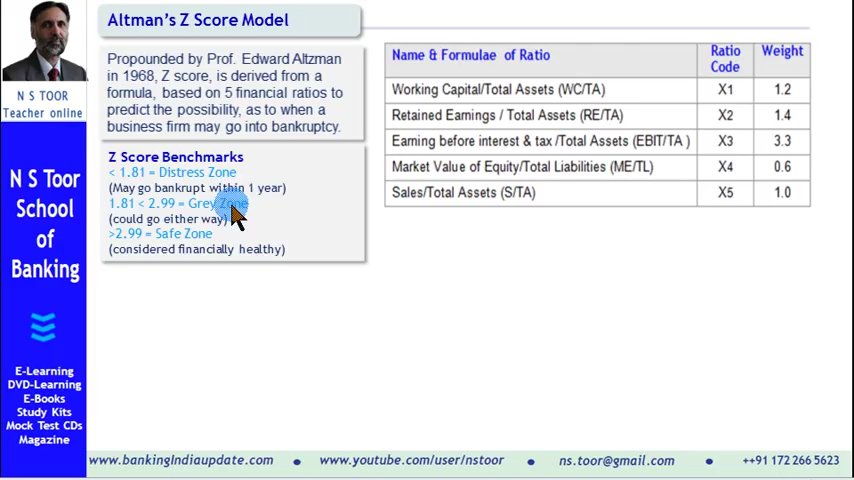 Altman's Z Score Model
N S TOOR
Teacher online
N S Toor
School
of
Banking
E-Learning
DVD-Learning
E-Books
Study Kits
Mock Test CDs
Magazine
Propounded by Prof. Edward Altzman
in 1968, Z score, is derived from a
formula, based on 5 financial ratios to
predict the possibility, as to when a
business firm may go into bankruptcy.
Z Score Benchmarks
< 1.81 = Distress Zone
(May go bankrupt within 1 year)
1.81 < 2.99 = Grey Zone
(could go either way)
>2.99 = Safe Zone
(considered financially healthy)
Name & Formulae of Ratio Ratio Code Weight
Working Capital/Total Assets (WC/TA) X1 1.2
Retained Earnings / Total Assets (RE/TA) X2 1.4
Earning before interest & tax /Total Assets (EBIT/TA ) X3 3.3
Market Value of Equity/Total Liabilities (ME/TL) X4 0.6
Sales/Total Assets (S/TA) X5 1.0
www.bankingIndiaupdate.com ● www.youtube.com/user/nstoor ● ns.toor@gmail.com ● ++91 172 266 5623